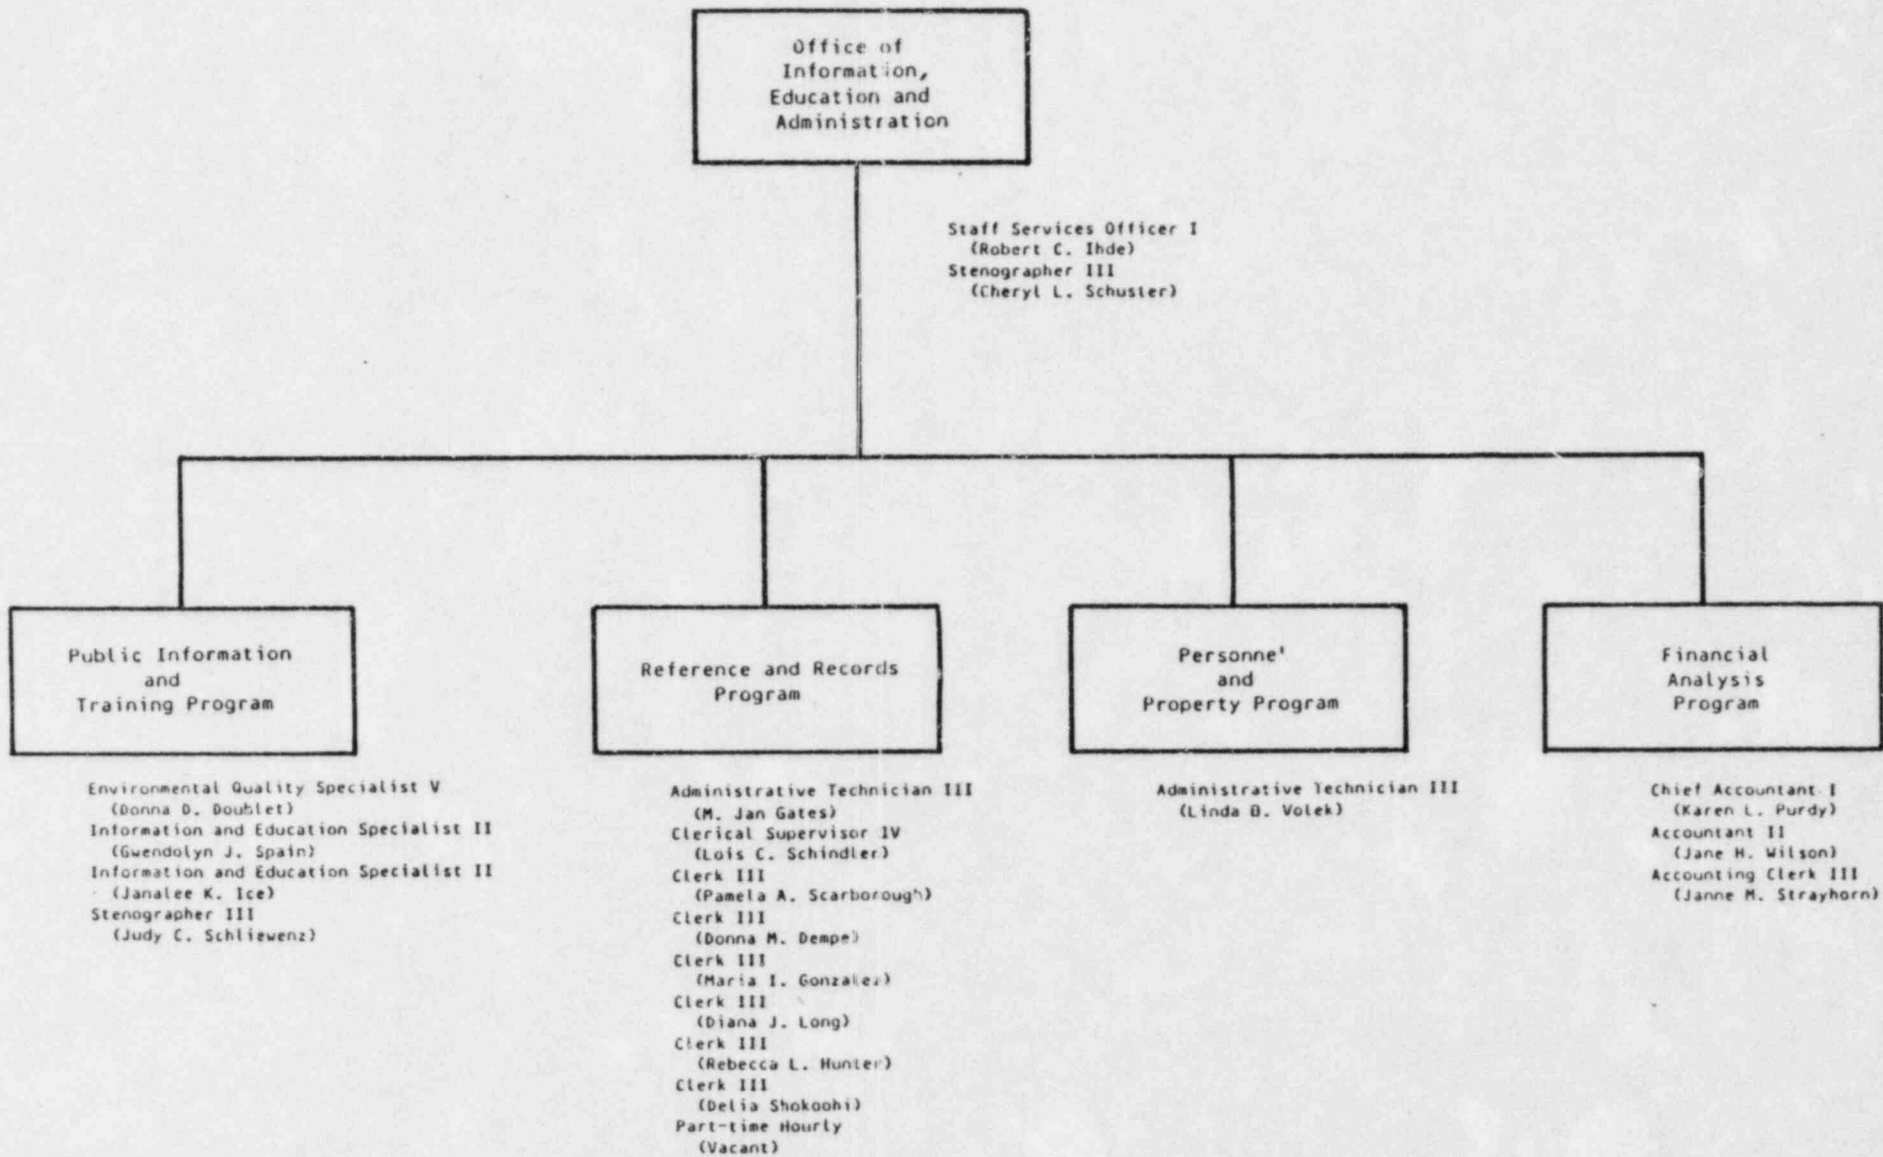 Office of
Information,
Education and
Administration
Staff Services Officer I
(Robert C. Ihde)
Stenographer III
(Cheryl L. Schuster)
Public Information
and
Training Program
Environmental Quality Specialist V
(Donna D. Doublet)
Information and Education Specialist II
(Gwendolyn J. Spain)
Information and Education Specialist II
(Janalee K. Ice)
Stenographer III
(Judy C. Schliewenz)
Reference and Records
Program
Administrative Technician III
(M. Jan Gates)
Clerical Supervisor IV
(Lois C. Schindler)
Clerk III
(Pamela A. Scarborough)
Clerk III
(Donna M. Dempel)
Clerk III
(Maria I. Gonzales)
Clerk III
(Diana J. Long)
Clerk III
(Rebecca L. Hunter)
Clerk III
(Delia Shokoohi)
Part-time Hourly
(Vacant)
Personne'
and
Property Program
Administrative Technician III
(Linda B. Volek)
Financial
Analysis
Program
Chief Accountant I
(Karen L. Purdy)
Accountant II
(Jane H. Wilson)
Accounting Clerk III
(Janne M. Strayhorn)